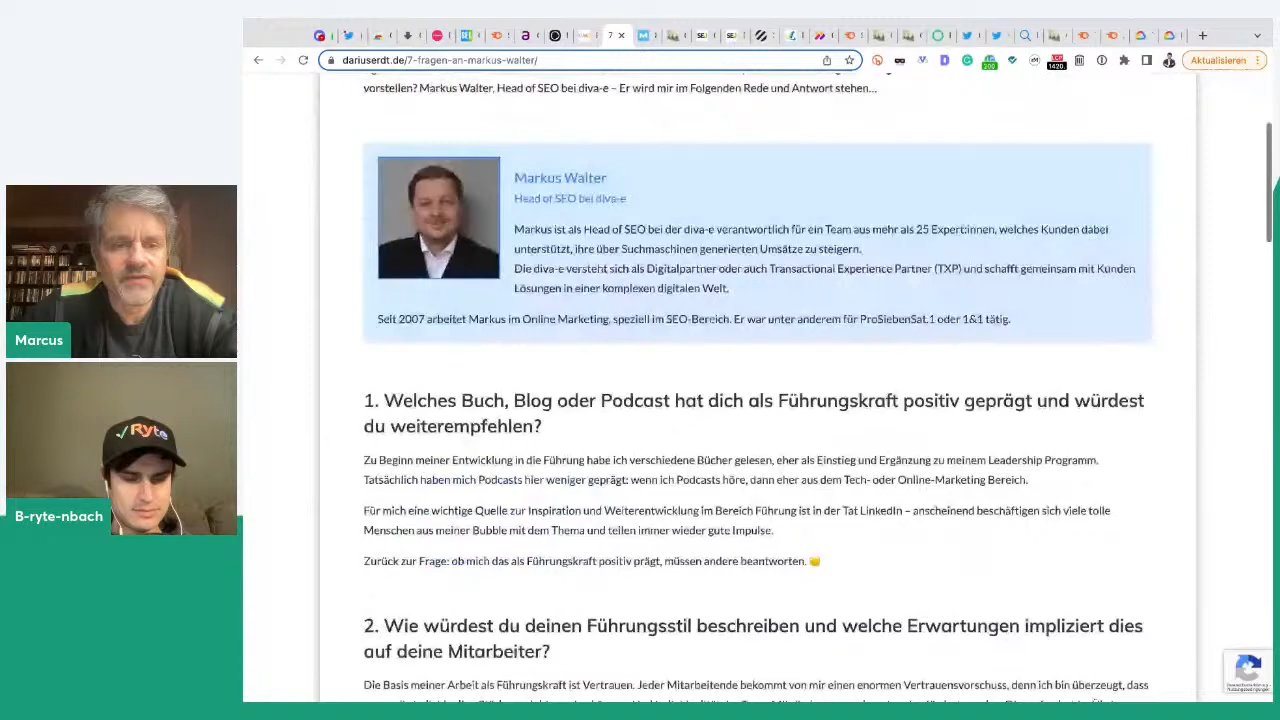 7
Aktualisieren
dariuserdt.de/7-fragen-an-markus-walter/
200
1420
vorstellen? Markus Walter, Head of SEO bei diva-e – Er wird mir im Folgenden Rede und Antwort stehen…
Markus Walter
Head of SEO bei diva-e
Markus ist als Head of SEO bei der diva-e verantwortlich für ein Team aus mehr als 25 Expert:innen, welches Kunden dabei
unterstützt, ihre über Suchmaschinen generierten Umsätze zu steigern.
Die diva-e versteht sich als Digitalpartner oder auch Transactional Experience Partner (TXP) und schafft gemeinsam mit Kunden
Lösungen in einer komplexen digitalen Welt.
Seit 2007 arbeitet Markus im Online Marketing, speziell im SEO-Bereich. Er war unter anderem für ProSiebenSat.1 oder 1&1 tätig.
Marcus
Ryte
B-ryte-nbach
1. Welches Buch, Blog oder Podcast hat dich als Führungskraft positiv geprägt und würdest
du weiterempfehlen?
Zu Beginn meiner Entwicklung in die Führung habe ich verschiedene Bücher gelesen, eher als Einstieg und Ergänzung zu meinem Leadership Programm.
Tatsächlich haben mich Podcasts hier weniger geprägt: wenn ich Podcasts höre, dann eher aus dem Tech- oder Online-Marketing Bereich.
Für mich eine wichtige Quelle zur Inspiration und Weiterentwicklung im Bereich Führung ist in der Tat LinkedIn – anscheinend beschäftigen sich viele tolle
Menschen aus meiner Bubble mit dem Thema und teilen immer wieder gute Impulse.
Zurück zur Frage: ob mich das als Führungskraft positiv prägt, müssen andere beantworten.
2. Wie würdest du deinen Führungsstil beschreiben und welche Erwartungen impliziert dies
auf deine Mitarbeiter?
Die Basis meiner Arbeit als Führungskraft ist Vertrauen. Jeder Mitarbeitende bekommt von mir einen enormen Vertrauensvorschuss, denn ich bin überzeugt, dass